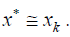 x* ≅ x_k̄ .